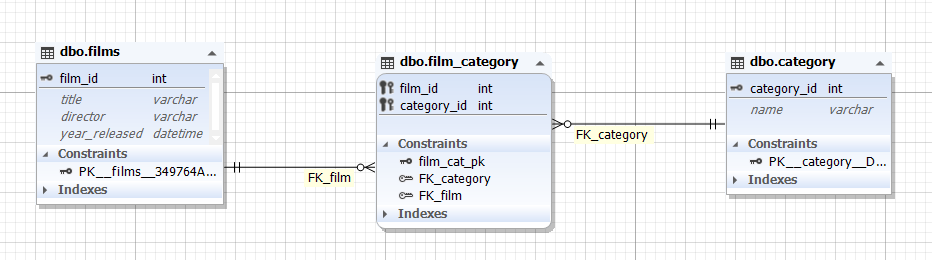 dbo.films
film_id int
title varchar
director varchar
year_released datetime
Constraints
PK__films__349764A...
Indexes
FK_film
dbo.film_category
film_id int
category_id int
Constraints
film_cat_pk
FK_category
FK_film
Indexes
FK_category
dbo.category
category_id int
name varchar
Constraints
PK__category__D...
Indexes